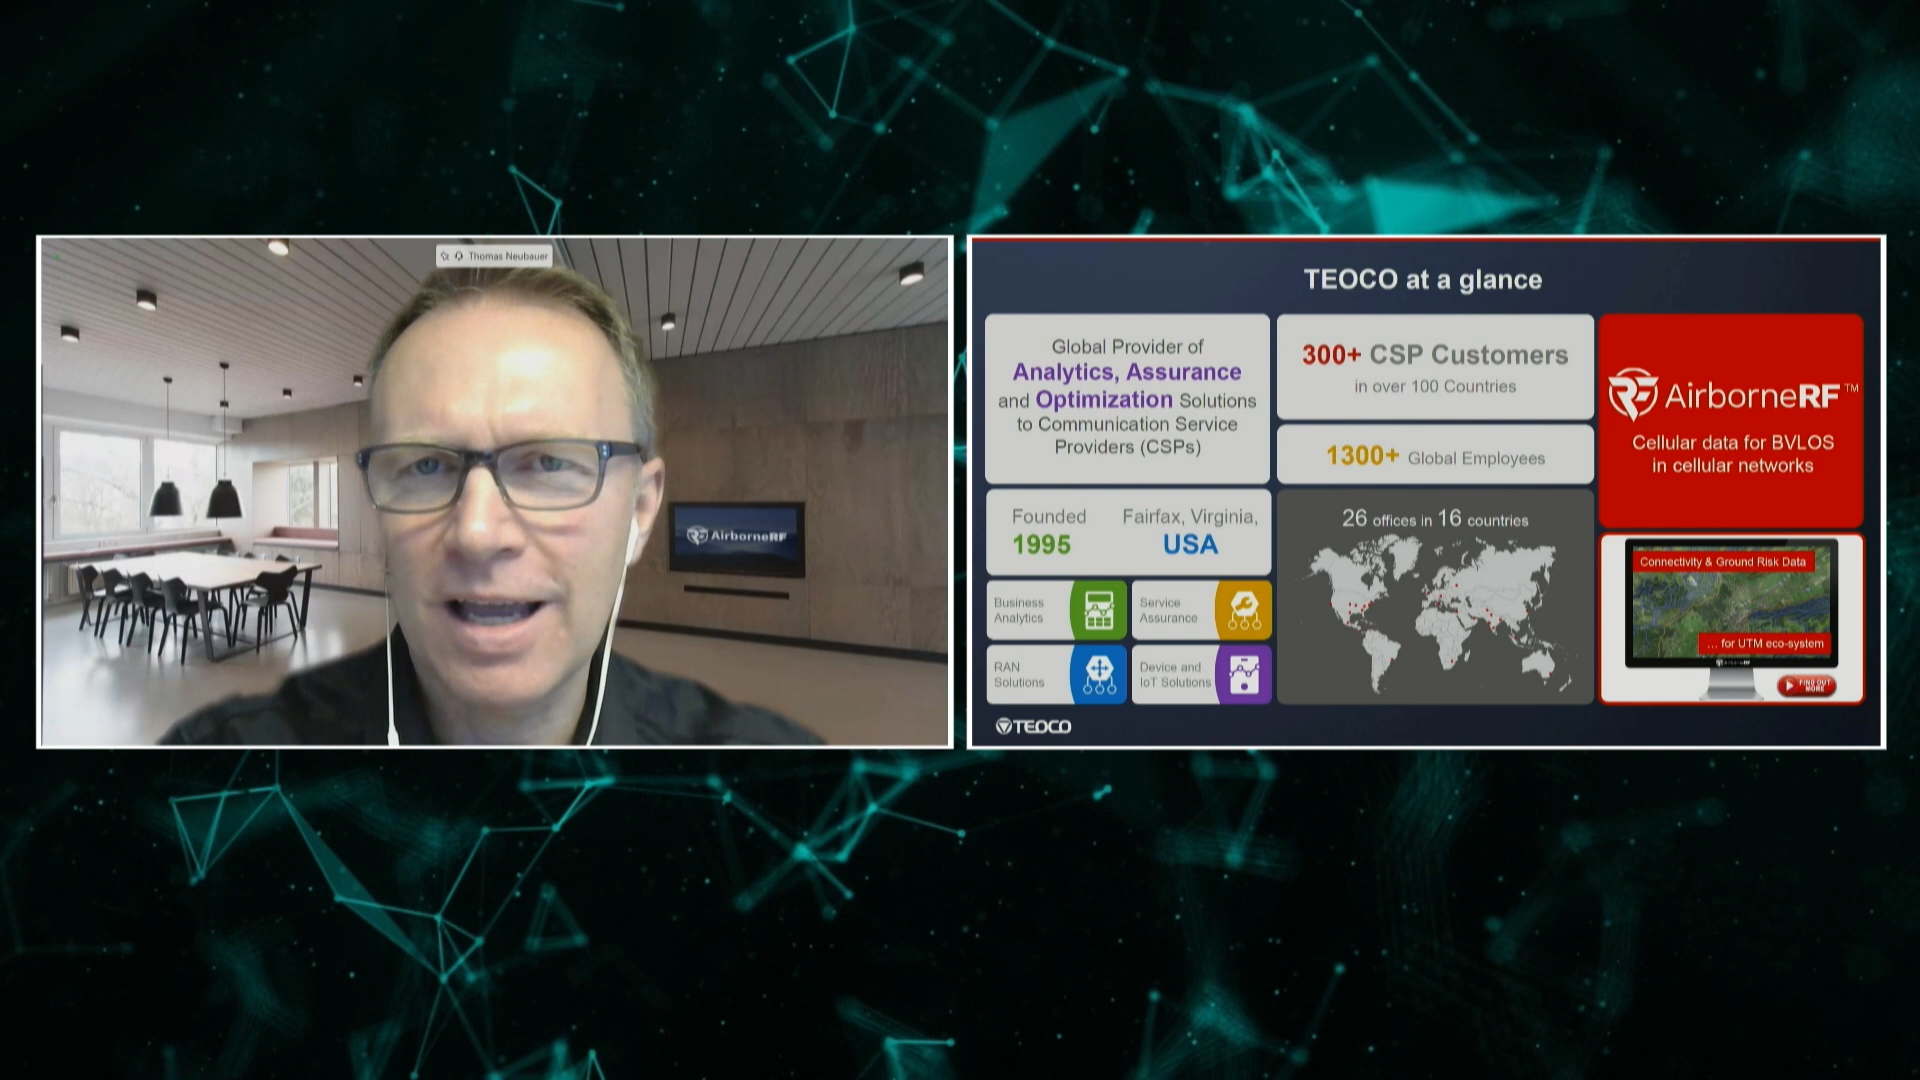 Thomas Neubauer
AirborneRF
TEOCO at a glance
Global Provider of
Analytics, Assurance
and Optimization Solutions
to Communication Service
Providers (CSPs)
300+ CSP Customers
in over 100 Countries
1300+ Global Employees
AirborneRF™
Cellular data for BVLOS
in cellular networks
Founded
1995
Fairfax, Virginia,
USA
26 offices in 16 countries
Business
Analytics
Service
Assurance
RAN
Solutions
Device and
IoT Solutions
Connectivity & Ground Risk Data
... for UTM eco-system
FIND OUT
MORE
TEOCO